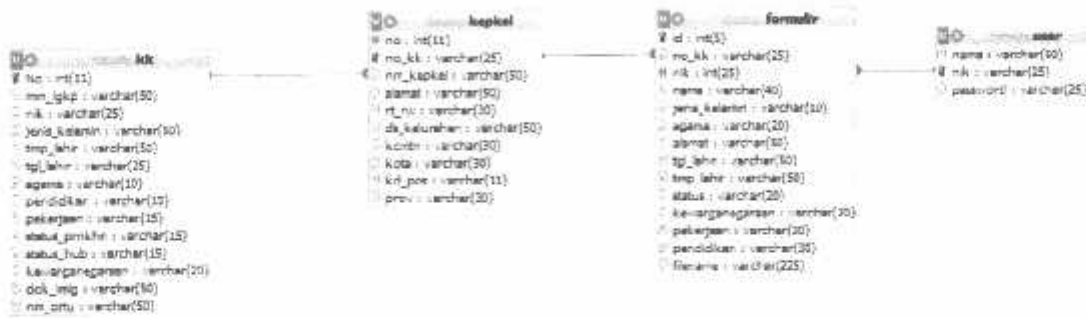 kk
No : int(11)
nm_lgkp : varchar(50)
nik : varchar(25)
jenis_kelamin : varchar(50)
tmp_lahir : varchar(50)
tgl_lahir : varchar(25)
agama : varchar(10)
pendidikan : varchar(15)
pekerjaan : varchar(15)
status_prnkhn : varchar(15)
status_hub : varchar(15)
kewarganegaraan : varchar(20)
dok_imig : varchar(50)
nm_ortu : varchar(50)
kepkel
no : int(11)
no_kk : varchar(25)
nm_kepkel : varchar(50)
alamat : varchar(50)
rt_rw : varchar(30)
ds_kelurahan : varchar(50)
: varchar(30)
kota : varchar(30)
kd_pos : varchar(11)
prov : varchar(30)
formulir
id : int(5)
no_kk : varchar(25)
nik : int(25)
nama : varchar(40)
jenis_kelamin : varchar(10)
agama : varchar(20)
alamat : varchar(50)
tgl_lahir : varchar(50)
tmp_lahir : varchar(50)
status : varchar(20)
kewarganegaraan : varchar(20)
pekerjaan : varchar(30)
pendidikan : varchar(30)
filename : varchar(225)
user
nama : varchar(50)
nik : varchar(25)
password : varchar(25)